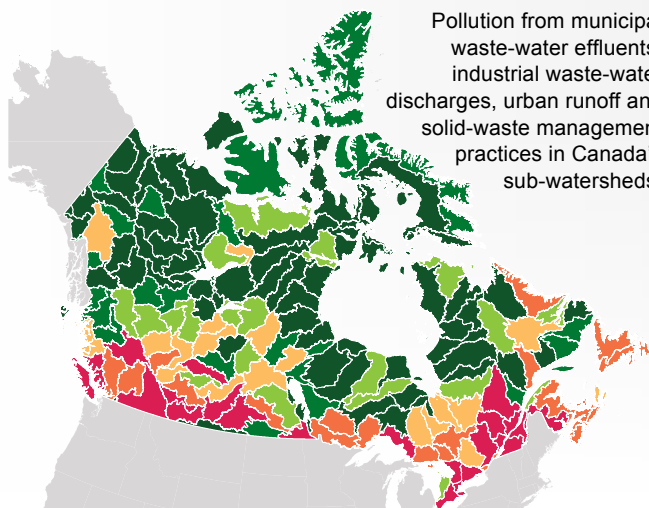 Pollution from municipa
waste-water effluents
industrial waste-wate
discharges, urban runoff an
solid-waste managemen
practices in Canada'
sub-watersheds